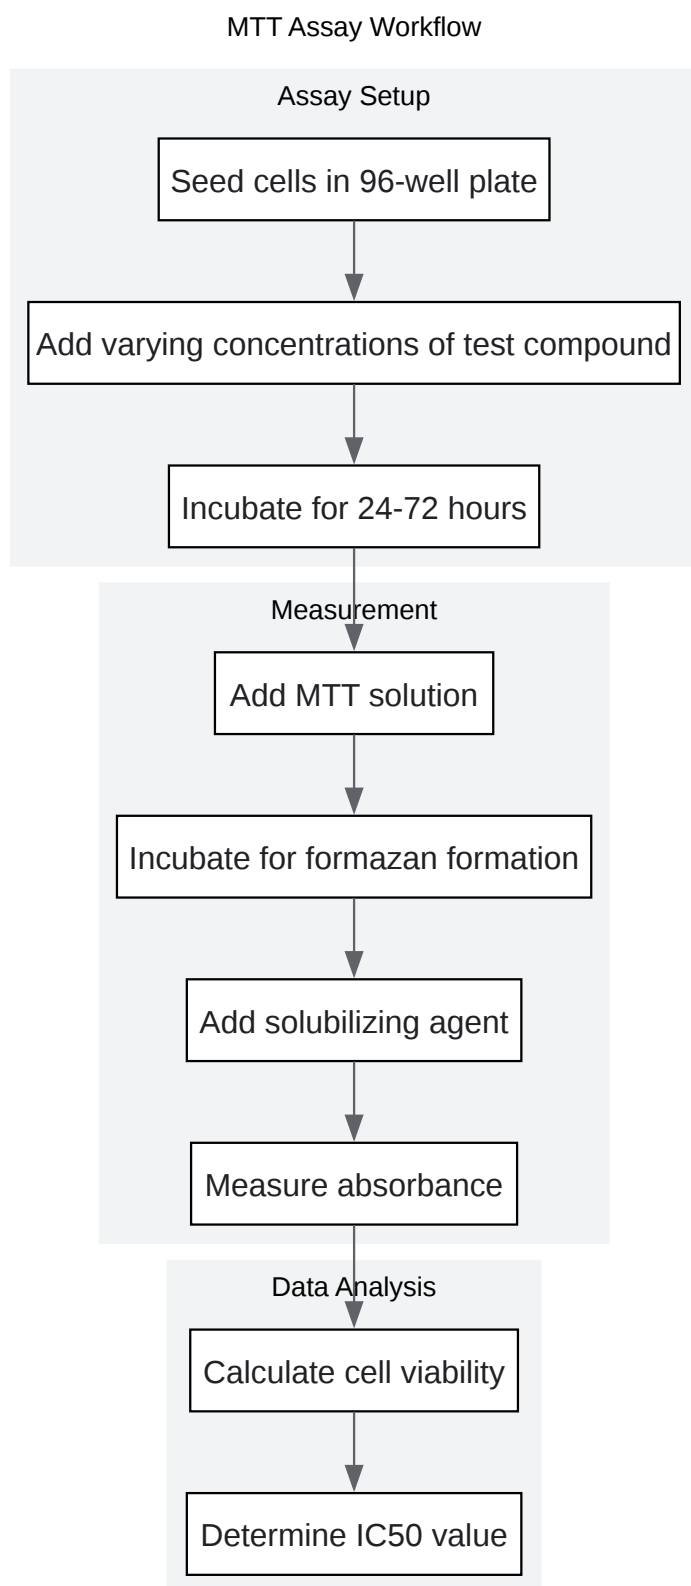 MTT Assay Workflow
Assay Setup
Seed cells in 96-well plate
Add varying concentrations of test compound
Incubate for 24-72 hours
Measurement
Add MTT solution
Incubate for formazan formation
Add solubilizing agent
Measure absorbance
Data Analysis
Calculate cell viability
Determine IC50 value